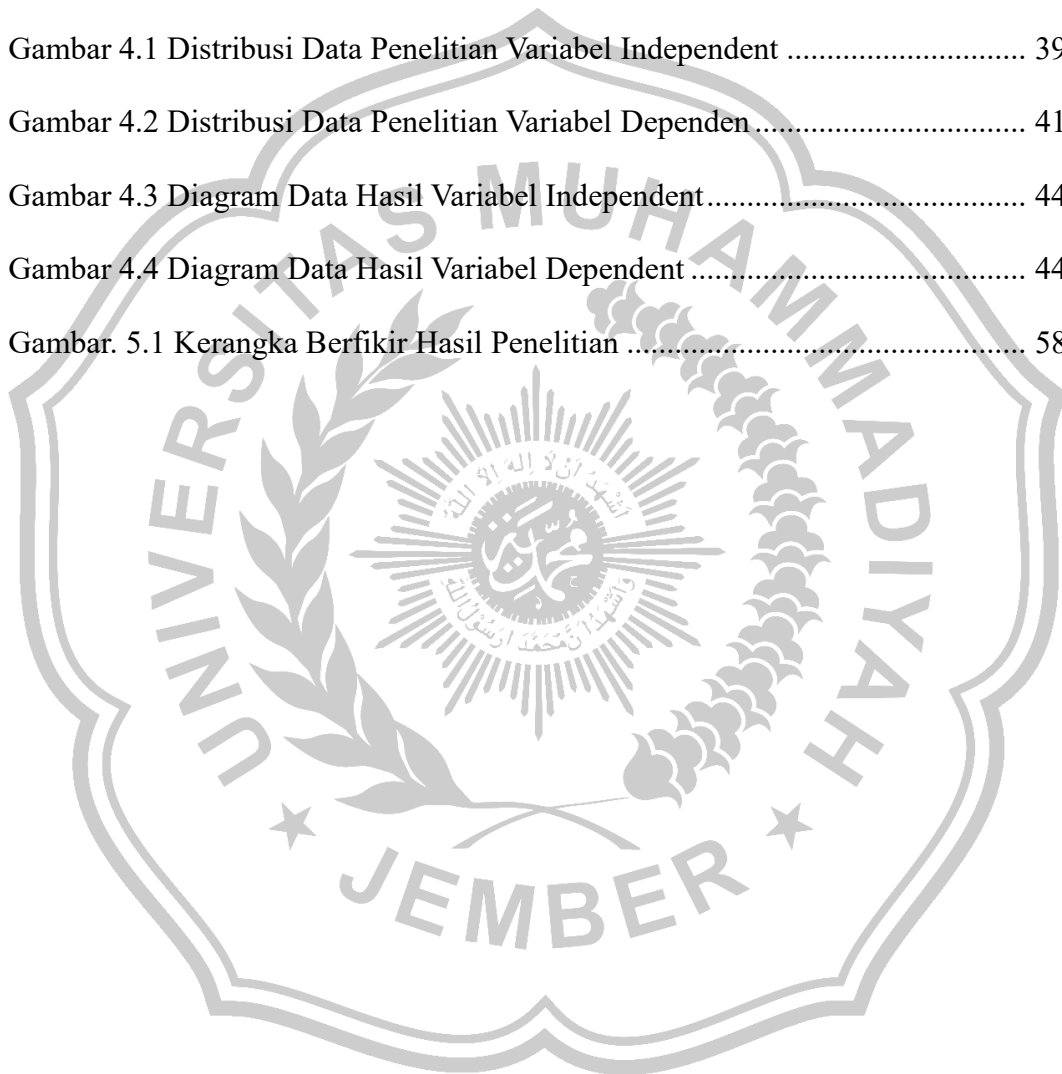 Gambar 4.1 Distribusi Data Penelitian Variabel Independent ............................ 39
Gambar 4.2 Distribusi Data Penelitian Variabel Dependen ................................ 41
Gambar 4.3 Diagram Data Hasil Variabel Independent ..................................... 44
Gambar 4.4 Diagram Data Hasil Variabel Dependent ....................................... 44
Gambar. 5.1 Kerangka Berfikir Hasil Penelitian ............................................... 58
UNIVERSITAS MUHAMMADIYAH
JEMBER